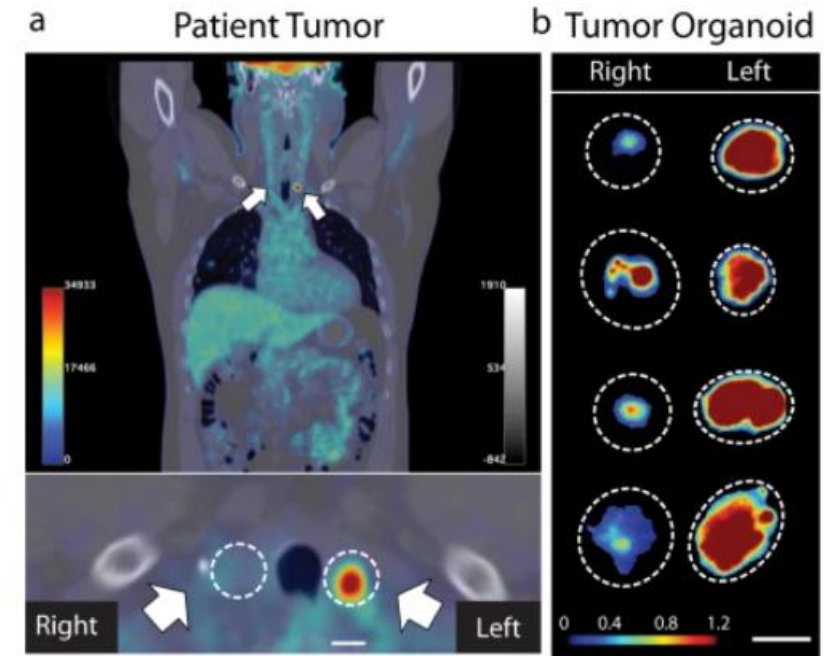 a Patient Tumor
b Tumor Organoid
Right Left
34933
17466
0
1910
534
-842
Right
Left
0 0.4 0.8 1.2